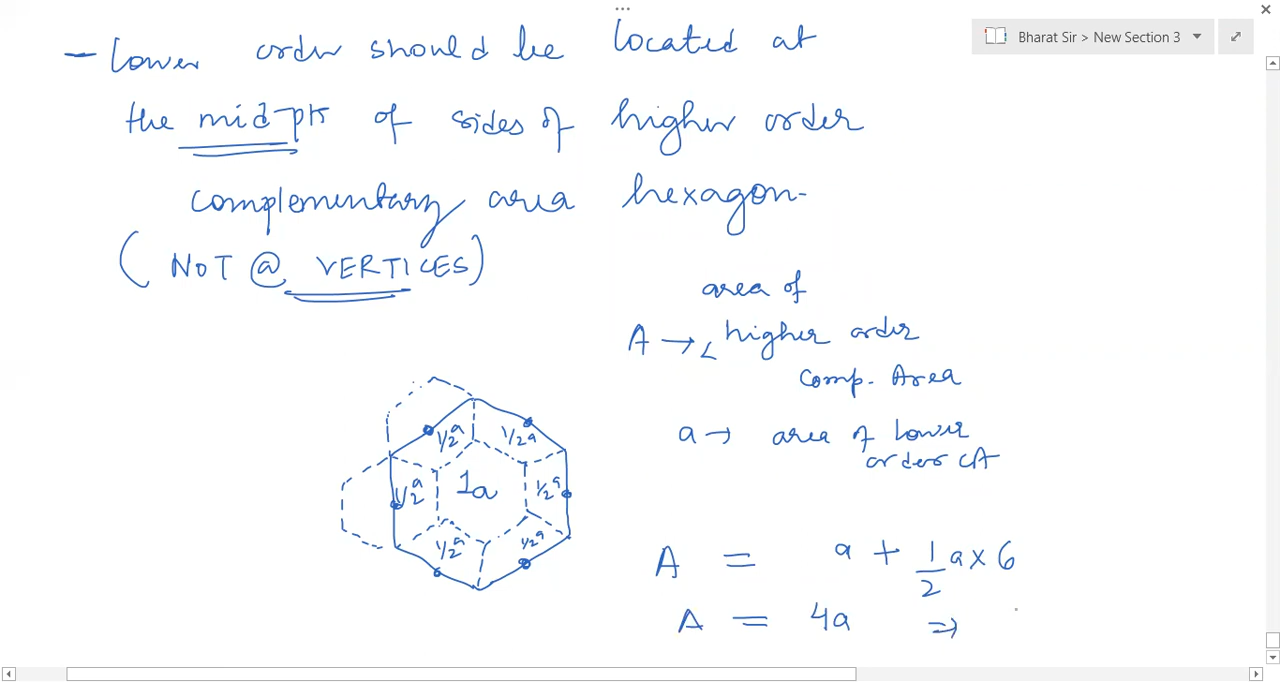 Bharat Sir > New Section 3
- Lower order should be located at
the mid-pt of sides of higher order
complementary area hexagon-
( NOT @ VERTICES)
area of
A → higher order
Comp. Area
a → area of lower
order CA
1/2 a
1/2 a
1/2 a
1a
1/2 a
1/2 a
1/2 a
A = a + 1/2 a x 6
A = 4a ⇒